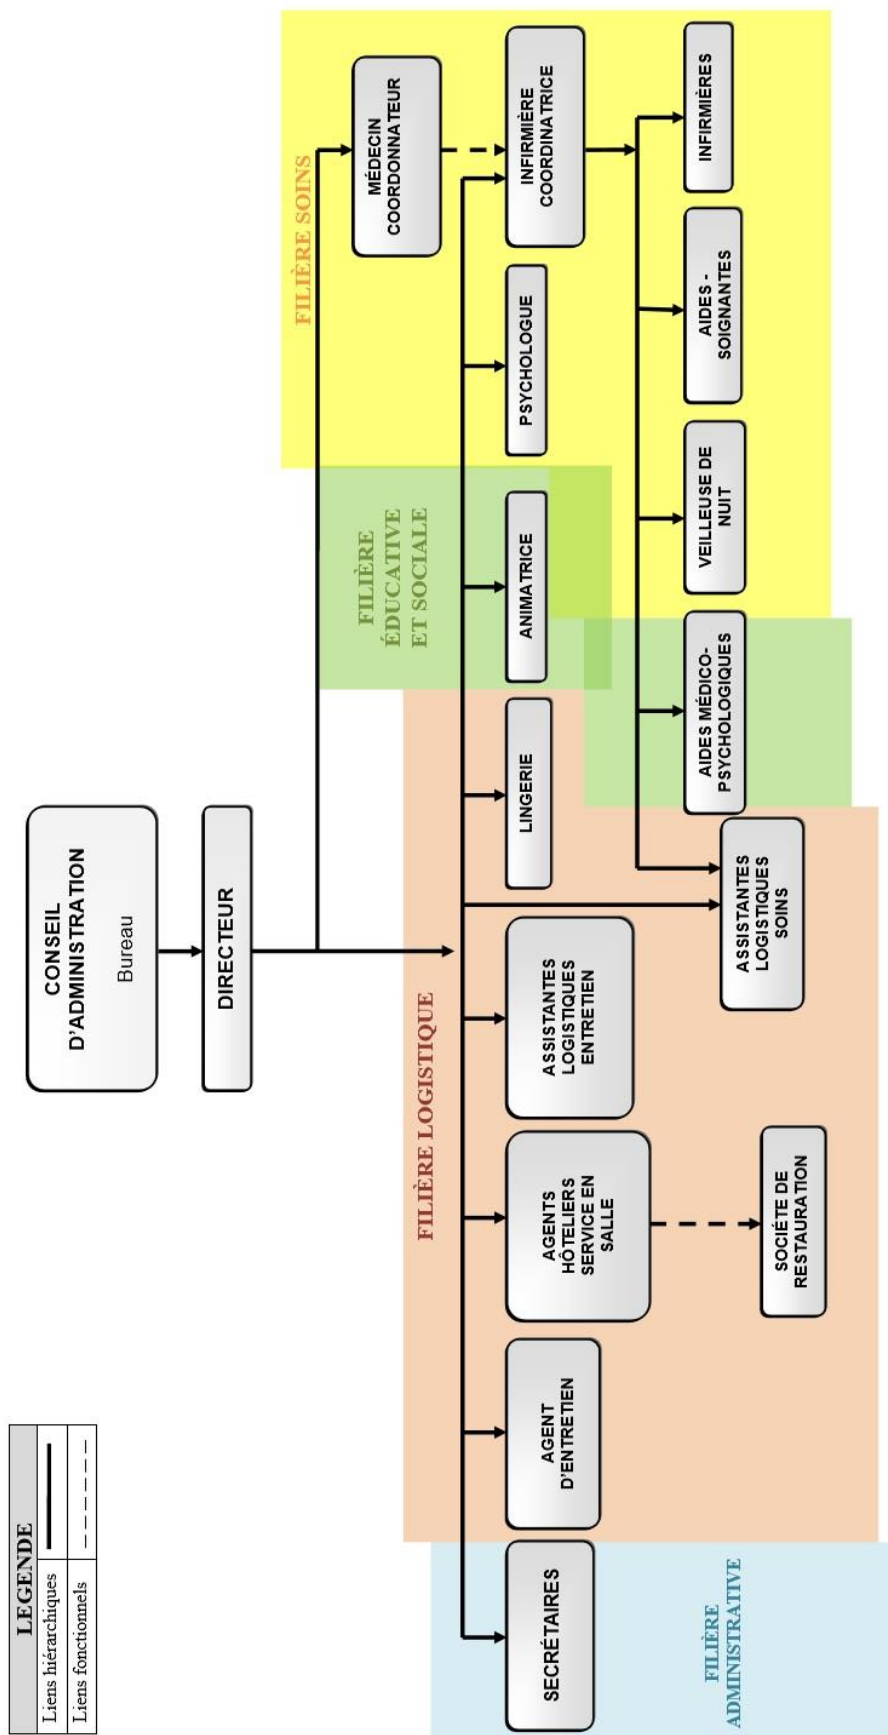 LEGENDE
Liens hiérarchiques
Liens fonctionnels
CONSEIL
D'ADMINISTRATION
Bureau
DIRECTEUR
FILIÈRE SOINS
MÉDECIN
COORDONNATEUR
FILIÈRE
ÉDUCATIVE
ET SOCIALE
FILIÈRE LOGISTIQUE
SECRÉTAIRES
AGENT
D'ENTRETIEN
AGENTS
HÔTELIERS
SERVICE EN
SALLE
ASSISTANTES
LOGISTIQUES
ENTRETIEN
LINGERIE
ANIMATRICE
PSYCHOLOGUE
INFIRMIÈRE
COORDINATRICE
FILIÈRE
ADMINISTRATIVE
SOCIÉTE DE
RESTAURATION
ASSISTANTES
LOGISTIQUES
SOINS
AIDES MÉDICO-
PSYCHOLOGIQUES
VEILLEUSE DE
NUIT
AIDES -
SOIGNANTES
INFIRMIÈRES